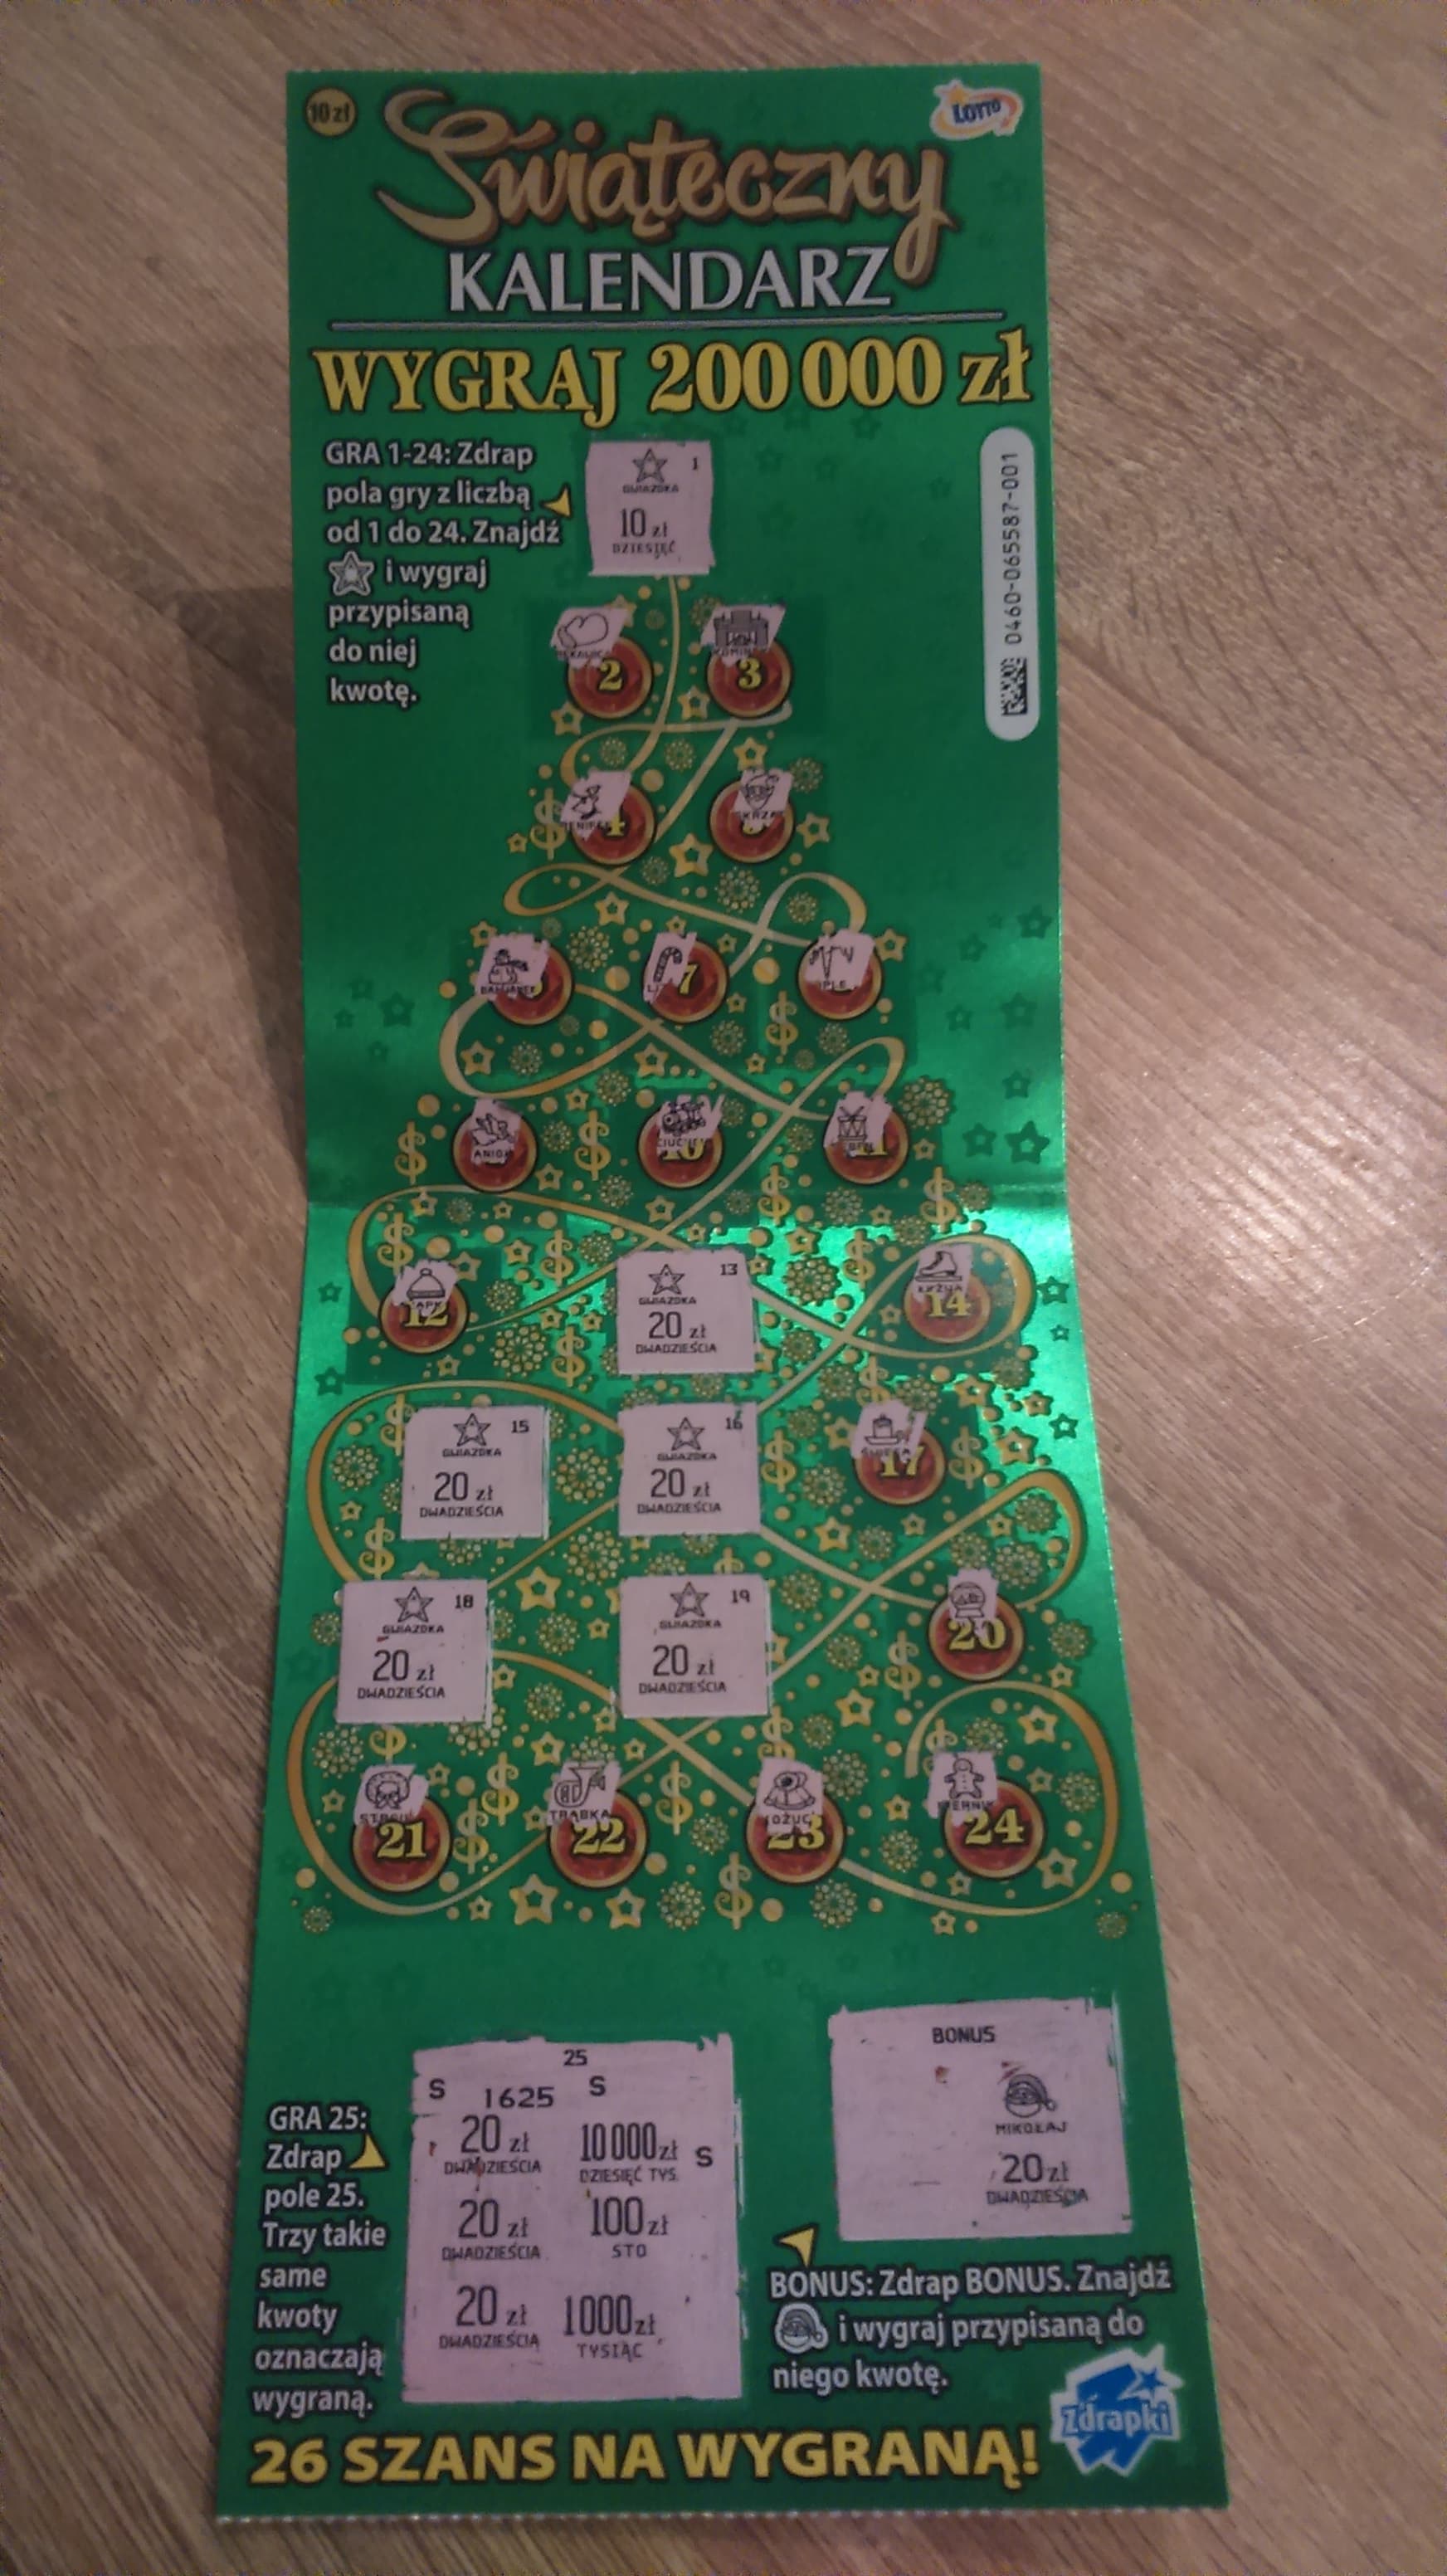 10 zł
LOTTO
Świąteczny
KALENDARZ
WYGRAJ 200 000 zł
GRA 1-24: Zdrap
pola gry z liczbą
od 1 do 24. Znajdź
i wygraj
przypisaną
do niej
kwotę.
1
GWIAZDKA
10 zł
DZIESIĘĆ
0460-065587-001
2
3
4
SKRZAT
7
10
11
12
13
GWIAZDKA
20 zł
DWADZIEŚCIA
14
15
GWIAZDKA
20 zł
DWADZIEŚCIA
16
GWIAZDKA
20 zł
DWADZIEŚCIA
17
18
GWIAZDKA
20 zł
DWADZIEŚCIA
19
GWIAZDKA
20 zł
DWADZIEŚCIA
20
21
TRĄBKA
22
23
24
GRA 25:
Zdrap
pole 25.
Trzy takie
same
kwoty
oznaczają
wygraną.
25
S 1625 S
20 zł 10000zł S
DWADZIEŚCIA DZIESIĘĆ TYS.
20 zł 100zł
DWADZIEŚCIA STO
20 zł 1000zł
DWADZIEŚCIA TYSIĄC
BONUS
MIKOŁAJ
20 zł
DWADZIEŚCIA
BONUS: Zdrap BONUS. Znajdź
i wygraj przypisaną do
niego kwotę.
Zdrapki
26 SZANS NA WYGRANĄ!